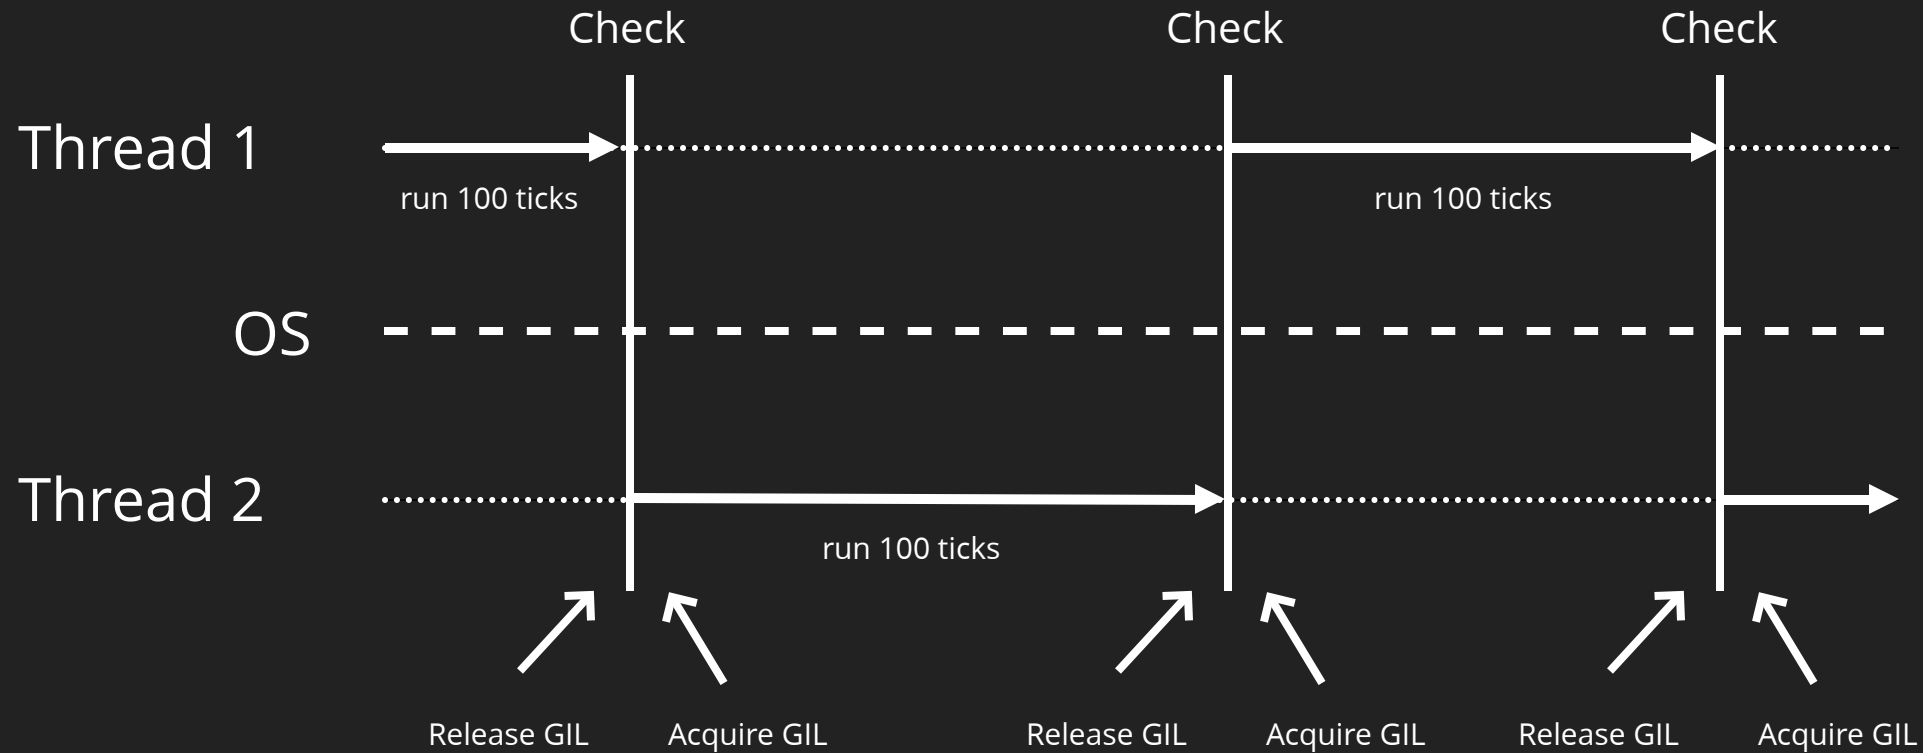 Check
Check
Check
Thread 1
run 100 ticks
run 100 ticks
OS
Thread 2
run 100 ticks
Release GIL
Acquire GIL
Release GIL
Acquire GIL
Release GIL
Acquire GIL